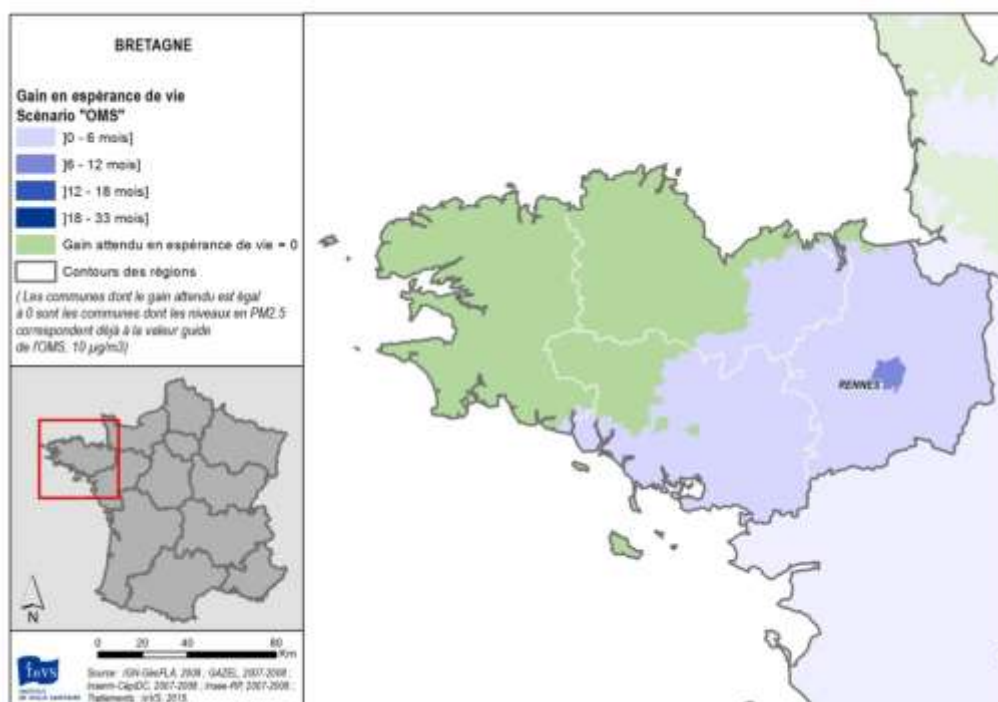 BRETAGNE
Gain en espérance de vie
Scénario "OMS"
]0 - 6 mois]
]6 - 12 mois]
]12 - 18 mois]
]18 - 33 mois]
Gain attendu en espérance de vie = 0
Contours des régions
( Les communes dont le gain attendu est égal
à 0 sont les communes dont les niveaux en PM2.5
correspondent déjà à la valeur guide
de l'OMS, 10 µg/m3)
RENNES
N
0 20 40 80
Km
InVS
INSTITUT
DE VEILLE SANITAIRE
Source : IGN-GéoFLA, 2008 ; GAZEL, 2007-2008 ;
Inserm-CépiDC, 2007-2008 ; Insee-RP, 2007-2008 ;
Traitements : InVS, 2015.